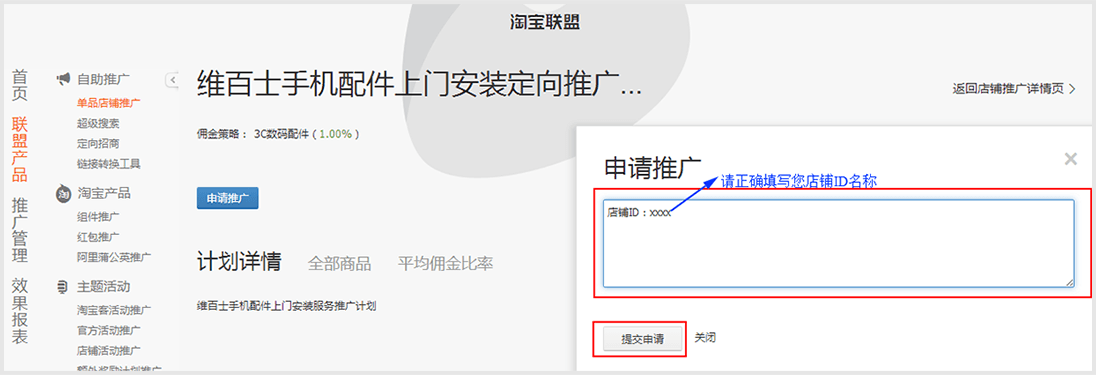 淘宝联盟
首页
联盟产品
推广管理
效果报表
自助推广
单品店铺推广
超级搜索
定向招商
链接转换工具
淘宝产品
组件推广
红包推广
阿里蒲公英推广
主题活动
淘宝客活动推广
官方活动推广
店铺活动推广
额外奖励计划推广
维百士手机配件上门安装定向推广...
返回店铺推广详情页 >
佣金策略： 3C数码配件 ( 1.00% )
申请推广
计划详情 全部商品 平均佣金比率
维百士手机配件上门安装服务推广计划
申请推广
请正确填写您店铺ID名称
店铺ID：xxxx
提交申请 关闭